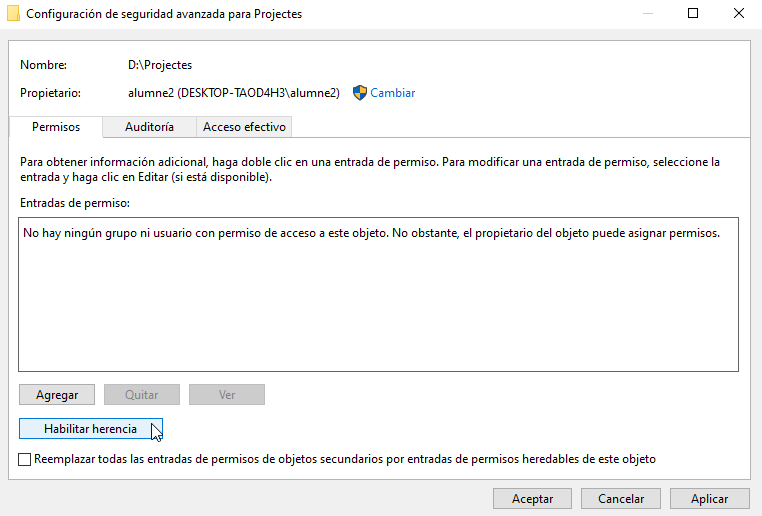 Configuración de seguridad avanzada para Projectes
Nombre: D:\Projectes
Propietario: alumne2 (DESKTOP-TAOD4H3\alumne2) Cambiar
Permisos Auditoría Acceso efectivo
Para obtener información adicional, haga doble clic en una entrada de permiso. Para modificar una entrada de permiso, seleccione la
entrada y haga clic en Editar (si está disponible).
Entradas de permiso:
No hay ningún grupo ni usuario con permiso de acceso a este objeto. No obstante, el propietario del objeto puede asignar permisos.
Agregar Quitar Ver
Habilitar herencia
Reemplazar todas las entradas de permisos de objetos secundarios por entradas de permisos heredables de este objeto
Aceptar Cancelar Aplicar